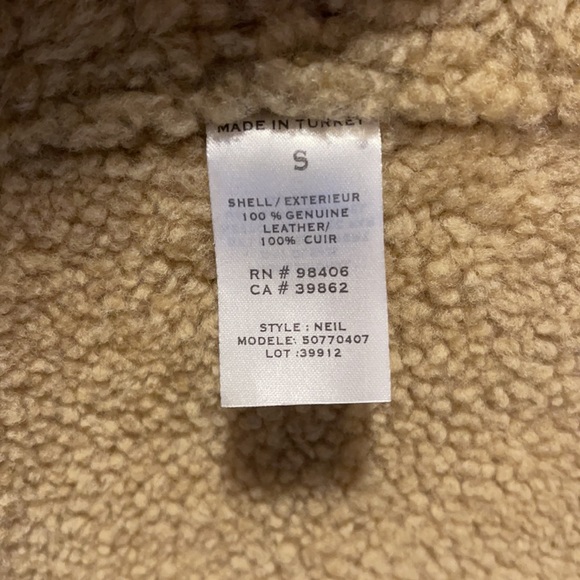 MADE IN TURKEY
S
SHELL/EXTERIEUR
100 % GENUINE
LEATHER/
100% CUIR
RN # 98406
CA # 39862
STYLE : NEIL
MODELE: 50770407
LOT :39912